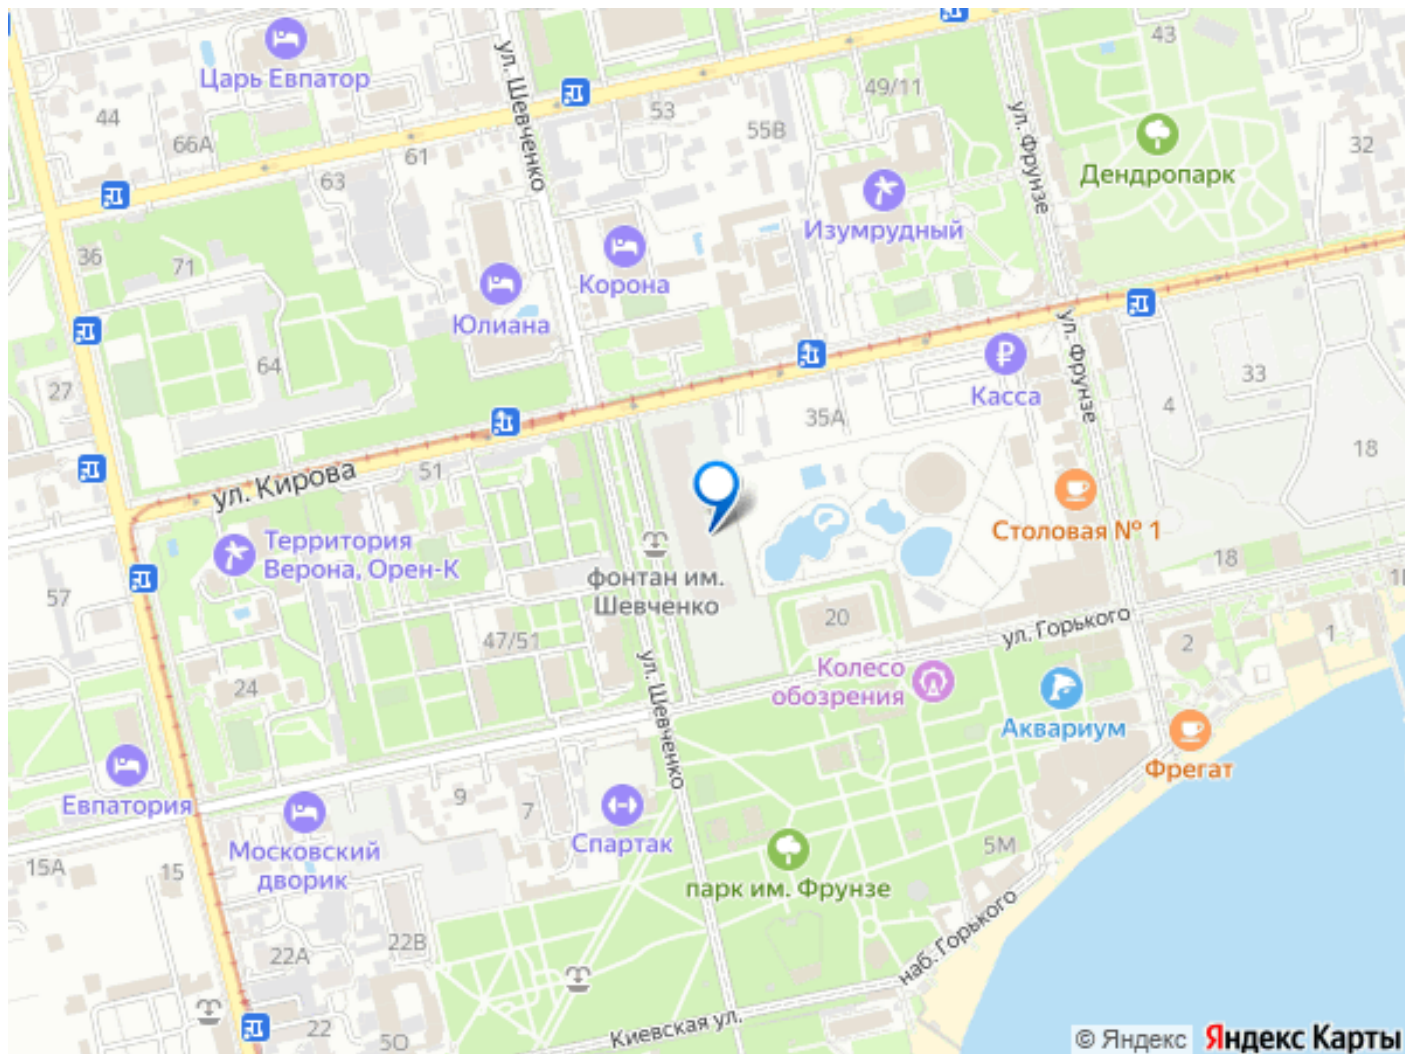 Царь Евпатор
44
66А
61
63
ул. Шевченко
53
55В
49/11
43
ул. Фрунзе
Дендропарк
32
Изумрудный
36
71
Корона
Юлиана
64
27
ул. Фрунзе
Касса
35А
33
4
18
51
ул. Кирова
Столовая № 1
Территория
Верона, Орен-К
фонтан им.
Шевченко
57
18
47/51
20
ул. Горького
2
1
24
ул. Шевченко
Колесо
обозрения
Аквариум
Фрегат
Евпатория
9
7
Спартак
Московский
дворик
15А
15
5М
парк им. Фрунзе
22В
22А
наб. Горького
22
50
Киевская ул.
© Яндекс Яндекс Карты